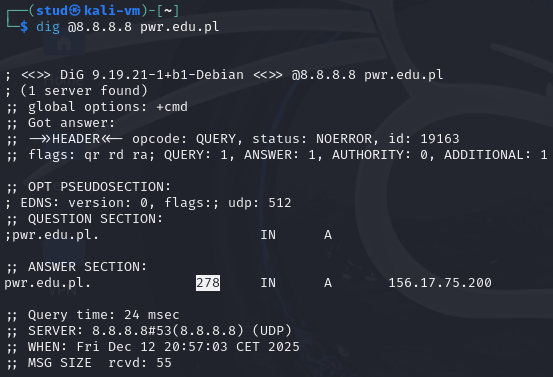 ┌──(stud㉿kali-vm)-[~]
└─$ dig @8.8.8.8 pwr.edu.pl
; <<>> DiG 9.19.21-1+b1-Debian <<>> @8.8.8.8 pwr.edu.pl
; (1 server found)
;; global options: +cmd
;; Got answer:
;; ->>HEADER<<- opcode: QUERY, status: NOERROR, id: 19163
;; flags: qr rd ra; QUERY: 1, ANSWER: 1, AUTHORITY: 0, ADDITIONAL: 1
;; OPT PSEUDOSECTION:
; EDNS: version: 0, flags:; udp: 512
;; QUESTION SECTION:
;pwr.edu.pl. IN A
;; ANSWER SECTION:
pwr.edu.pl. 278 IN A 156.17.75.200
;; Query time: 24 msec
;; SERVER: 8.8.8.8#53(8.8.8.8) (UDP)
;; WHEN: Fri Dec 12 20:57:03 CET 2025
;; MSG SIZE rcvd: 55